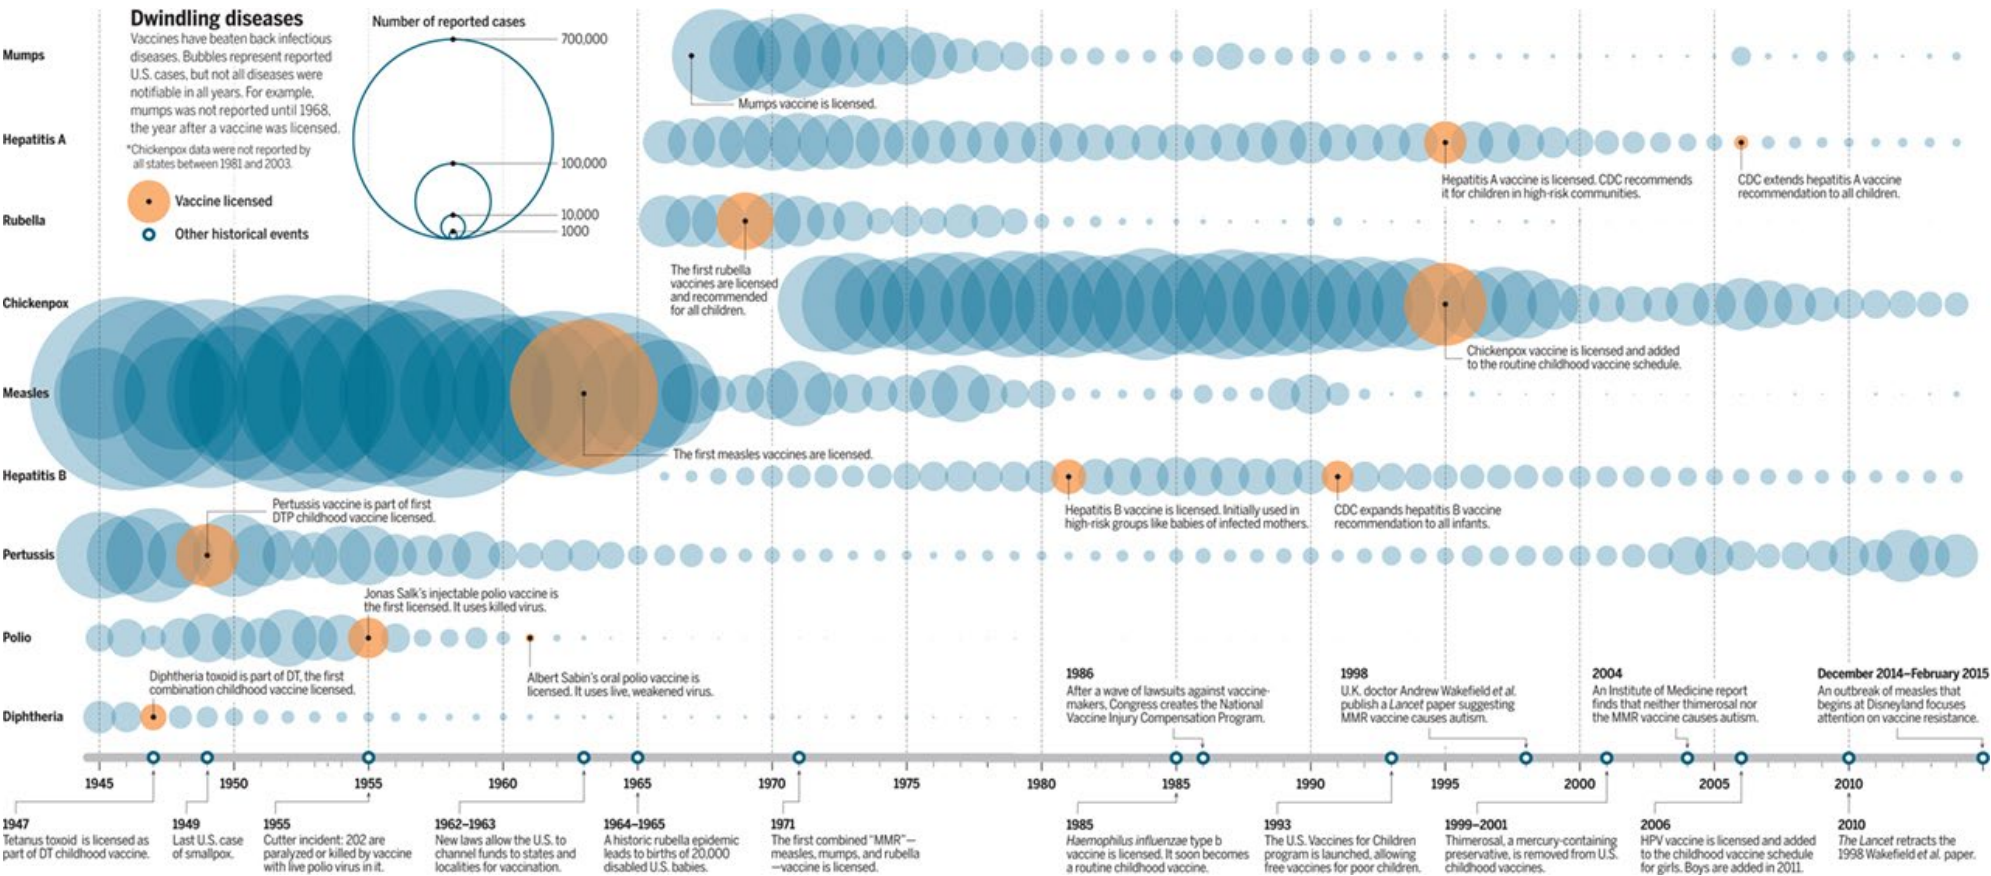 Dwindling diseases
Vaccines have beaten back infectious
diseases. Bubbles represent reported
U.S. cases, but not all diseases were
notifiable in all years. For example,
mumps was not reported until 1968,
the year after a vaccine was licensed.
*Chickenpox data were not reported by
all states between 1981 and 2003.
Vaccine licensed
Other historical events
Number of reported cases
700,000
100,000
10,000
1000
Mumps
Mumps vaccine is licensed.
Hepatitis A
Hepatitis A vaccine is licensed. CDC recommends
it for children in high-risk communities.
CDC extends hepatitis A vaccine
recommendation to all children.
Rubella
The first rubella
vaccines are licensed
and recommended
for all children.
Chickenpox
Chickenpox vaccine is licensed and added
to the routine childhood vaccine schedule.
Measles
The first measles vaccines are licensed.
Hepatitis B
Hepatitis B vaccine is licensed. Initially used in
high-risk groups like babies of infected mothers.
CDC expands hepatitis B vaccine
recommendation to all infants.
Pertussis vaccine is part of first
DTP childhood vaccine licensed.
Pertussis
Jonas Salk's injectable polio vaccine is
the first licensed. It uses killed virus.
Polio
Albert Sabin's oral polio vaccine is
licensed. It uses live, weakened virus.
Diphtheria toxoid is part of DT, the first
combination childhood vaccine licensed.
Diphtheria
1986
After a wave of lawsuits against vaccine-
makers, Congress creates the National
Vaccine Injury Compensation Program.
1998
U.K. doctor Andrew Wakefield et al.
publish a Lancet paper suggesting
MMR vaccine causes autism.
2004
An Institute of Medicine report
finds that neither thimerosal nor
the MMR vaccine causes autism.
December 2014–February 2015
An outbreak of measles that
begins at Disneyland focuses
attention on vaccine resistance.
1945 1950 1955 1960 1965 1970 1975 1980 1985 1990 1995 2000 2005 2010
1947
Tetanus toxoid is licensed as
part of DT childhood vaccine.
1949
Last U.S. case
of smallpox.
1955
Cutter incident: 202 are
paralyzed or killed by vaccine
with live polio virus in it.
1962–1963
New laws allow the U.S. to
channel funds to states and
localities for vaccination.
1964–1965
A historic rubella epidemic
leads to births of 20,000
disabled U.S. babies.
1971
The first combined "MMR"—
measles, mumps, and rubella
—vaccine is licensed.
1985
Haemophilus influenzae type b
vaccine is licensed. It soon becomes
a routine childhood vaccine.
1993
The U.S. Vaccines for Children
program is launched, allowing
free vaccines for poor children.
1999–2001
Thimerosal, a mercury-containing
preservative, is removed from U.S.
childhood vaccines.
2006
HPV vaccine is licensed and added
to the childhood vaccine schedule
for girls. Boys are added in 2011.
2010
The Lancet retracts the
1998 Wakefield et al. paper.